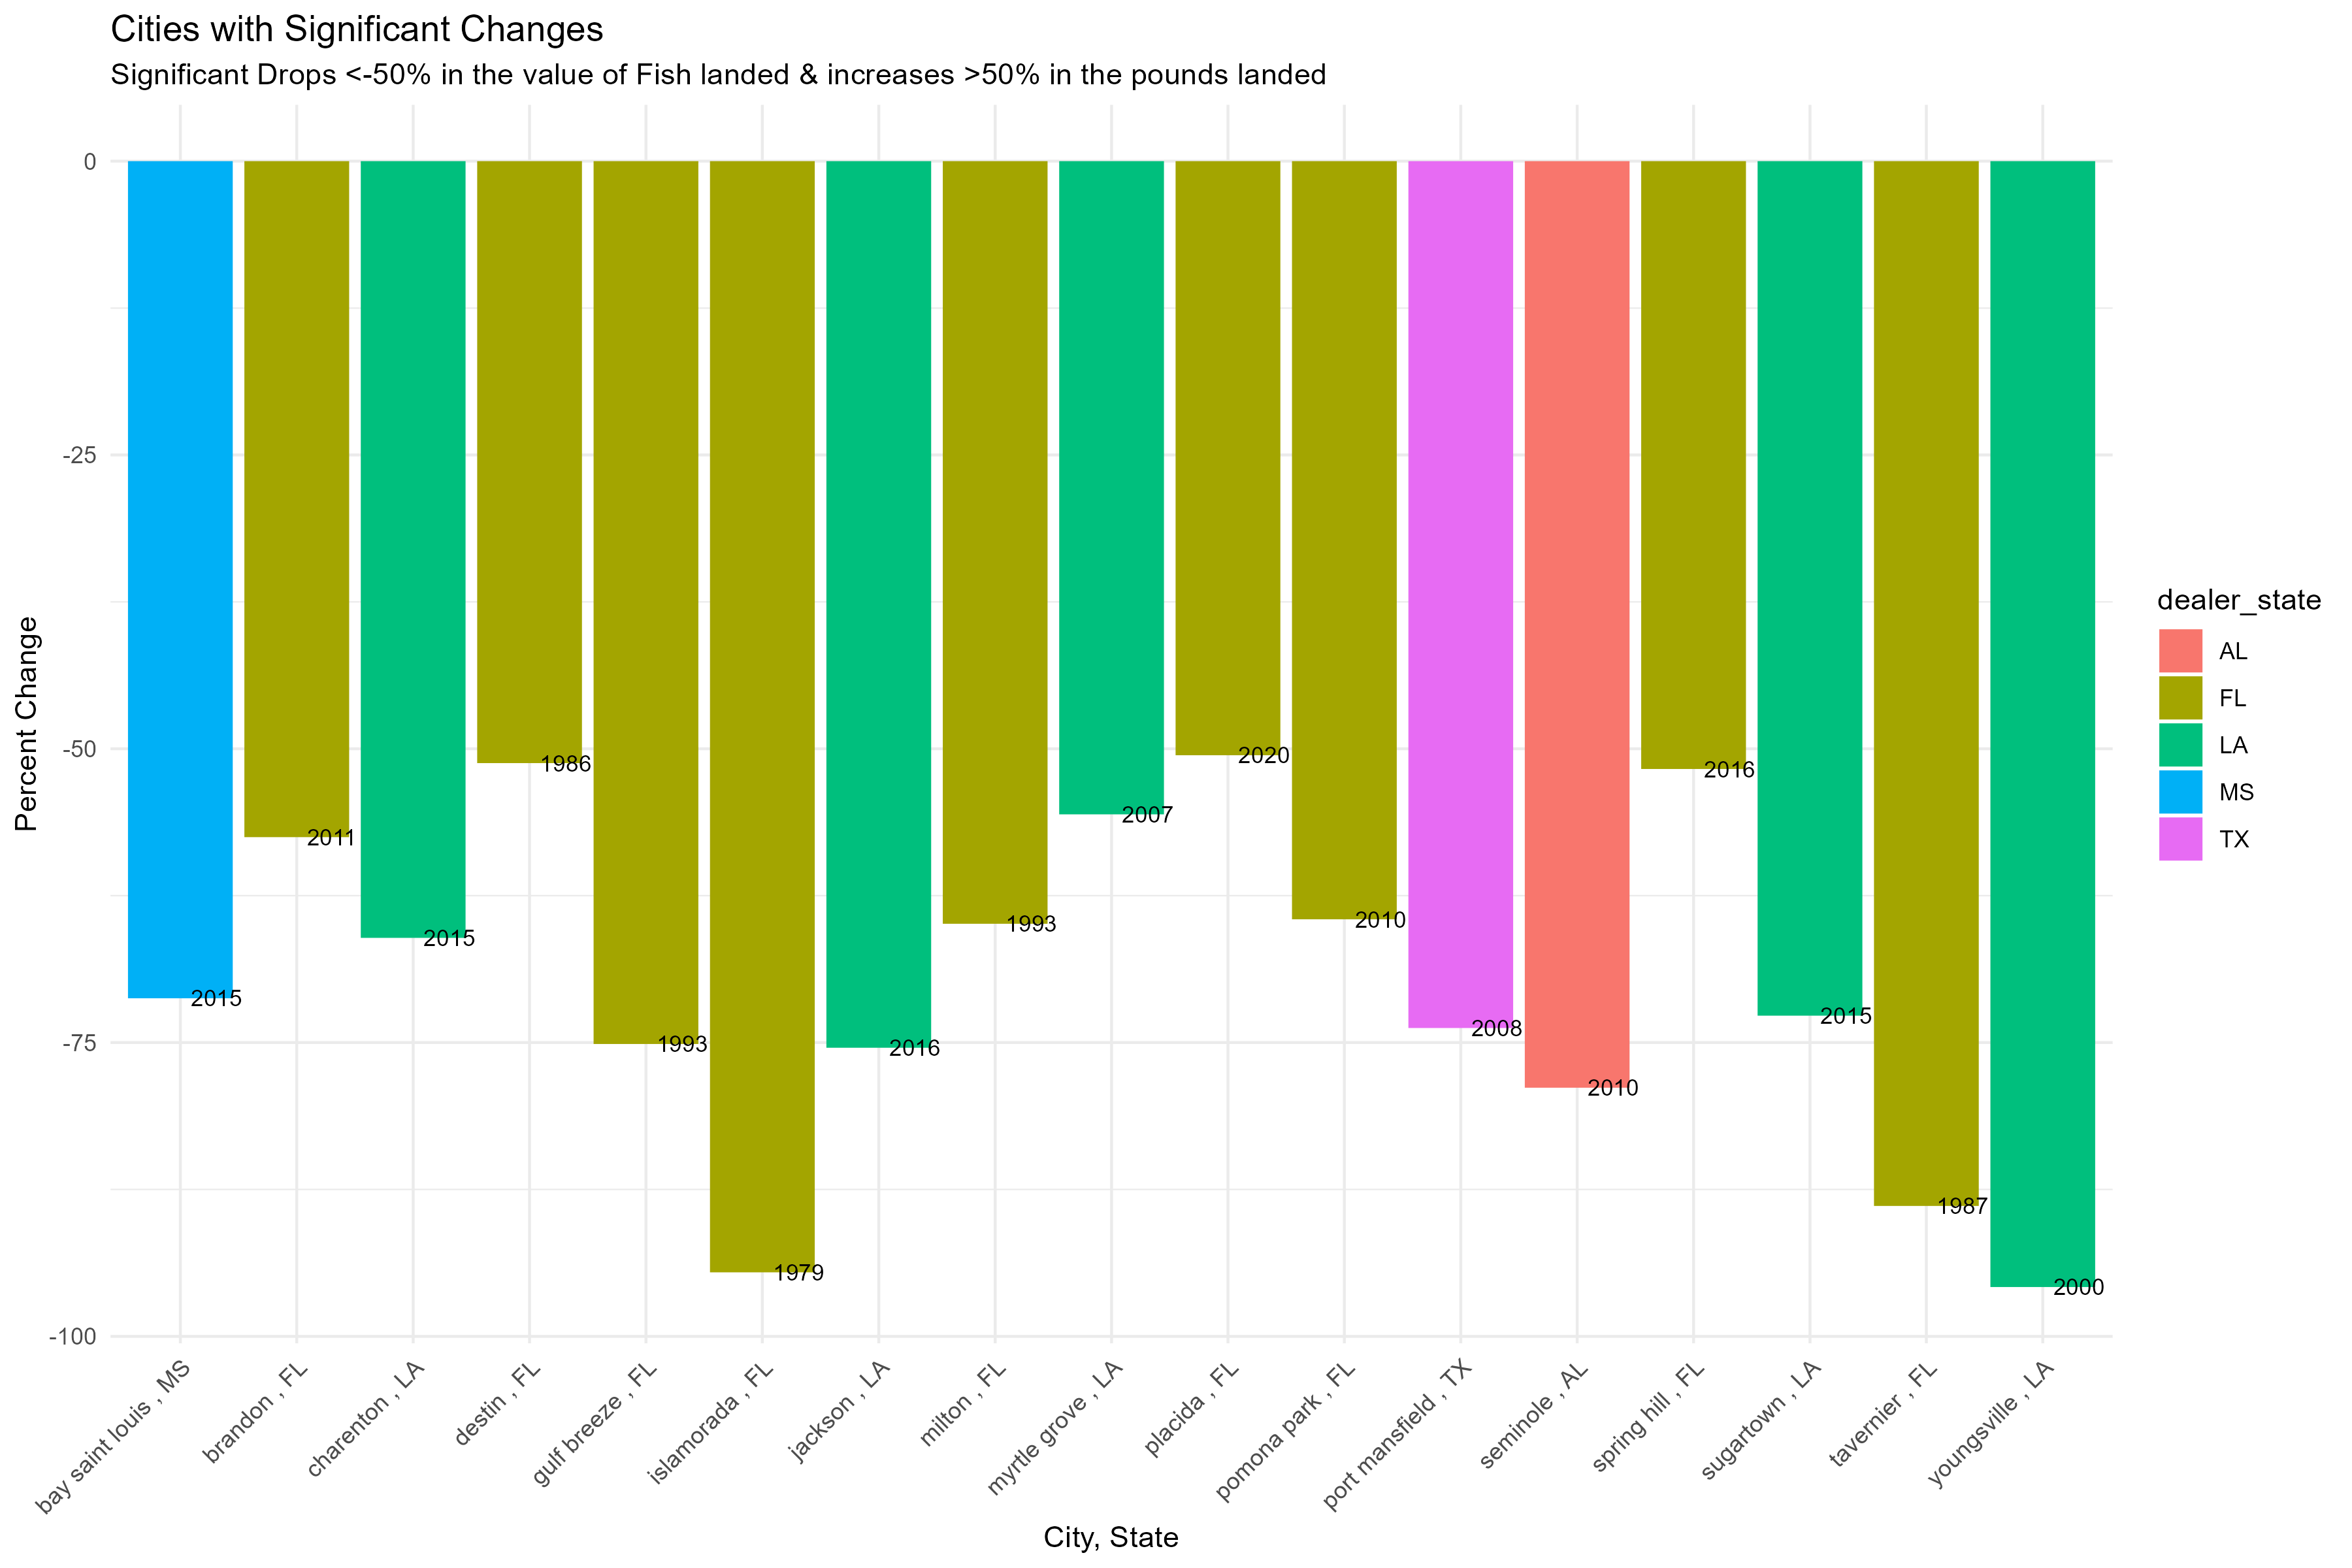 Cities with Significant Changes
Significant Drops <-50% in the value of Fish landed & increases >50% in the pounds landed
Percent Change
0
-25
-50
-75
-100
2015
2011
2015
1986
1993
1979
2016
1993
2007
2020
2010
2008
2010
2016
2015
1987
2000
bay saint louis , MS
brandon , FL
charenton , LA
destin , FL
gulf breeze , FL
islamorada , FL
jackson , LA
milton , FL
myrtle grove , LA
placida , FL
pomona park , FL
port mansfield , TX
seminole , AL
spring hill , FL
sugartown , LA
tavernier , FL
youngsville , LA
City, State
dealer_state
AL
FL
LA
MS
TX